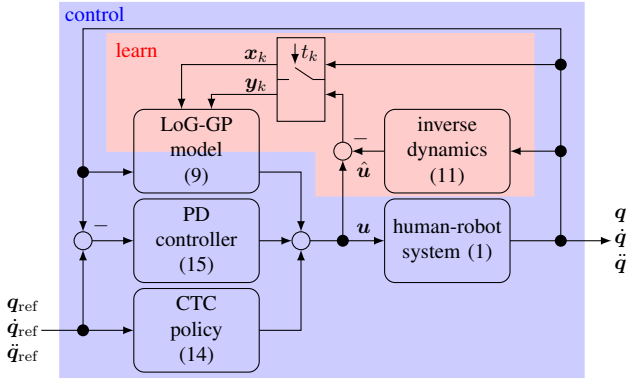 control
learn
x_k
t_k
y_k
LoG-GP
model
(9)
−
û
inverse
dynamics
(11)
−
PD
controller
(15)
u
human-robot
system (1)
q
q̇
q̈
q_ref
q̇_ref
q̈_ref
CTC
policy
(14)